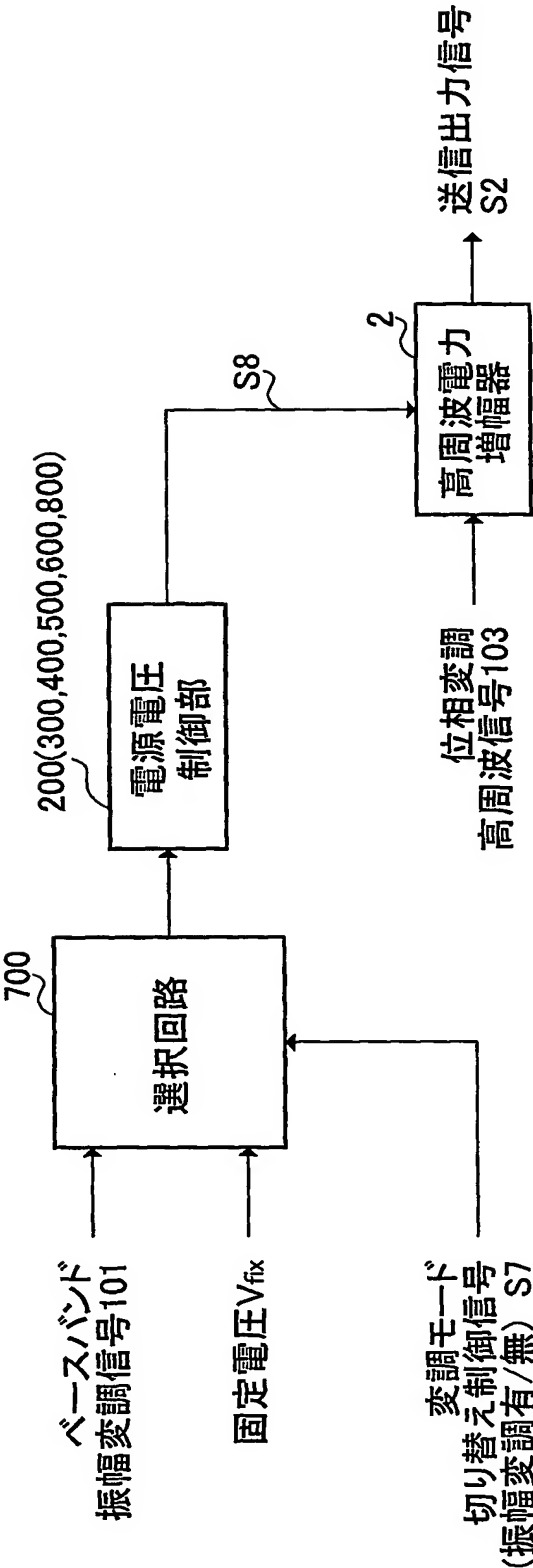 ベースバンド
振幅変調信号101
固定電圧Vfix
変調モード
切り替え制御信号
(振幅変調有/無) S7
700
選択回路
200(300,400,500,600,800)
電源電圧
制御部
S8
位相変調
高周波信号103
2
高周波電力
増幅器
送信出力信号
S2